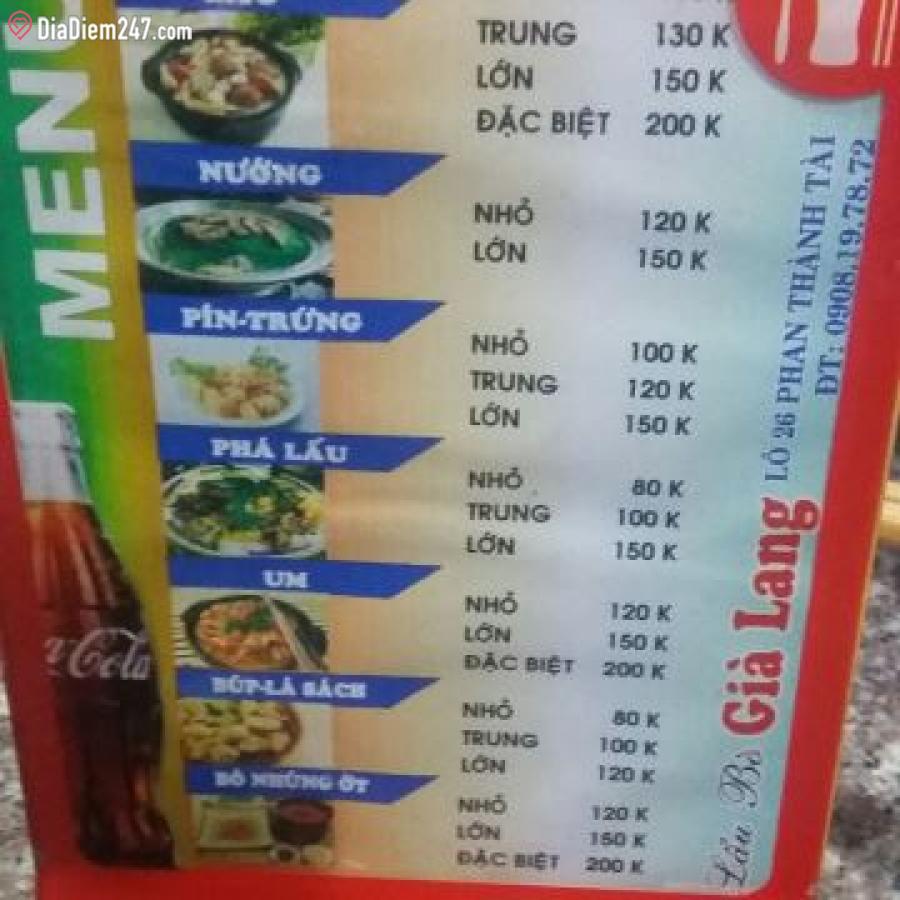 DiaDiem247.com
MENU
TRUNG 130 K
LỚN 150 K
ĐẶC BIỆT 200 K
NƯỚNG
NHỎ 120 K
LỚN 150 K
PÍN-TRỨNG
NHỎ 100 K
TRUNG 120 K
LỚN 150 K
PHÁ LẤU
NHỎ 80 K
TRUNG 100 K
LỚN 150 K
UM
NHỎ 120 K
LỚN 150 K
ĐẶC BIỆT 200 K
BÚP-LÁ SÁCH
NHỎ 80 K
TRUNG 100 K
LỚN 120 K
BÒ NHÚNG ỚT
NHỎ 120 K
LỚN 150 K
ĐẶC BIỆT 200 K
Lẩu Bò Già Lang LÔ 26 PHAN THÀNH TÀI
ĐT: 0908.19.78.72
Coca Cola